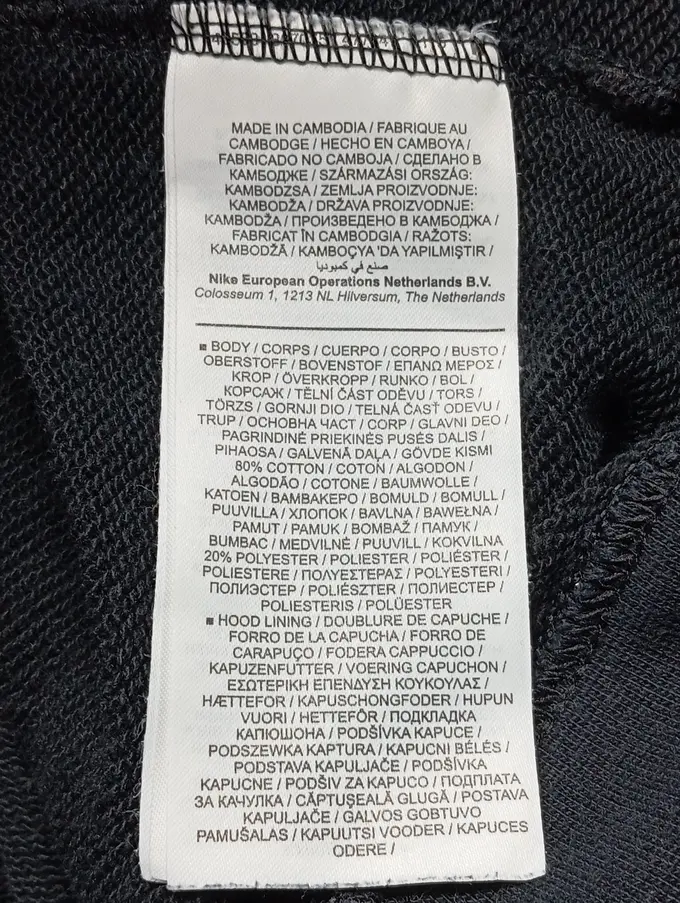 MADE IN CAMBODIA / FABRIQUE AU
CAMBODGE / HECHO EN CAMBOYA /
FABRICADO NO CAMBOJA / СДЕЛАНО В
КАМБОДЖЕ / SZÁRMAZÁSI ORSZÁG:
KAMBODZSA / ZEMLJA PROIZVODNJE:
KAMBODŽA / DRŽAVA PROIZVODNJE:
KAMBODŽA / ПРОИЗВЕДЕНО В КАМБОДЖА /
FABRICAT ÎN CAMBODGIA / RAŽOTS:
KAMBODŽĀ / KAMBOÇYA 'DA YAPILMIŞTIR /
صنع في كمبوديا
Nike European Operations Netherlands B.V.
Colosseum 1, 1213 NL Hilversum, The Netherlands
■ BODY / CORPS / CUERPO / CORPO / BUSTO /
OBERSTOFF / BOVENSTOF / ΕΠΑΝΩ ΜΕΡΟΣ /
KROP / ÖVERKROPP / RUNKO / BOL /
КОРСАЖ / TĚLNÍ ČÁST ODĚVU / TORS /
TÖRZS / GORNJI DIO / TELNÁ ČASŤ ODEVU /
TRUP / ОСНОВНА ЧАСТ / CORP / GLAVNI DEO /
PAGRINDINĖ PRIEKINĖS PUSĖS DALIS /
PIHAOSA / GALVENĀ DAĻA / GÖVDE KISMI
80% COTTON / COTON / ALGODON /
ALGODÃO / COTONE / BAUMWOLLE /
KATOEN / ΒΑΜΒΑΚΕΡΟ / BOMULD / BOMULL /
PUUVILLA / ХЛОПОК / BAVLNA / BAWEŁNA /
PAMUT / PAMUK / BOMBAŽ / ПАМУК /
BUMBAC / MEDVILNĖ / PUUVILL / KOKVILNA
20% POLYESTER / POLIESTER / POLIÉSTER /
POLIESTERE / ΠΟΛΥΕΣΤΕΡΑΣ / POLYESTERI /
ПОЛИЭСТЕР / POLIÉSZTER / ПОЛИЕСТЕР /
POLIESTERIS / POLÜESTER
■ HOOD LINING / DOUBLURE DE CAPUCHE /
FORRO DE LA CAPUCHA / FORRO DE
CARAPUÇO / FODERA CAPPUCCIO /
KAPUZENFUTTER / VOERING CAPUCHON /
ΕΣΩΤΕΡΙΚΗ ΕΠΕΝΔΥΣΗ ΚΟΥΚΟΥΛΑΣ /
HÆTTEFOR / KAPUSCHONGFODER / HUPUN
VUORI / HETTEFÔR / ПОДКЛАДКА
КАПЮШОНА / PODŠÍVKA KAPUCE /
PODSZEWKA KAPTURA / KAPUCNI BÉLÉS /
PODSTAVA KAPULJAČE / PODŠÍVKA
KAPUCNE / PODŠIV ZA KAPUCO / ПОДПЛАТА
ЗА КАЧУЛКА / CĂPTUŞEALĂ GLUGĂ / POSTAVA
KAPULJAČE / GALVOS GOBTUVO
PAMUŠALAS / KAPUUTSI VOODER / KAPUCES
ODERE /